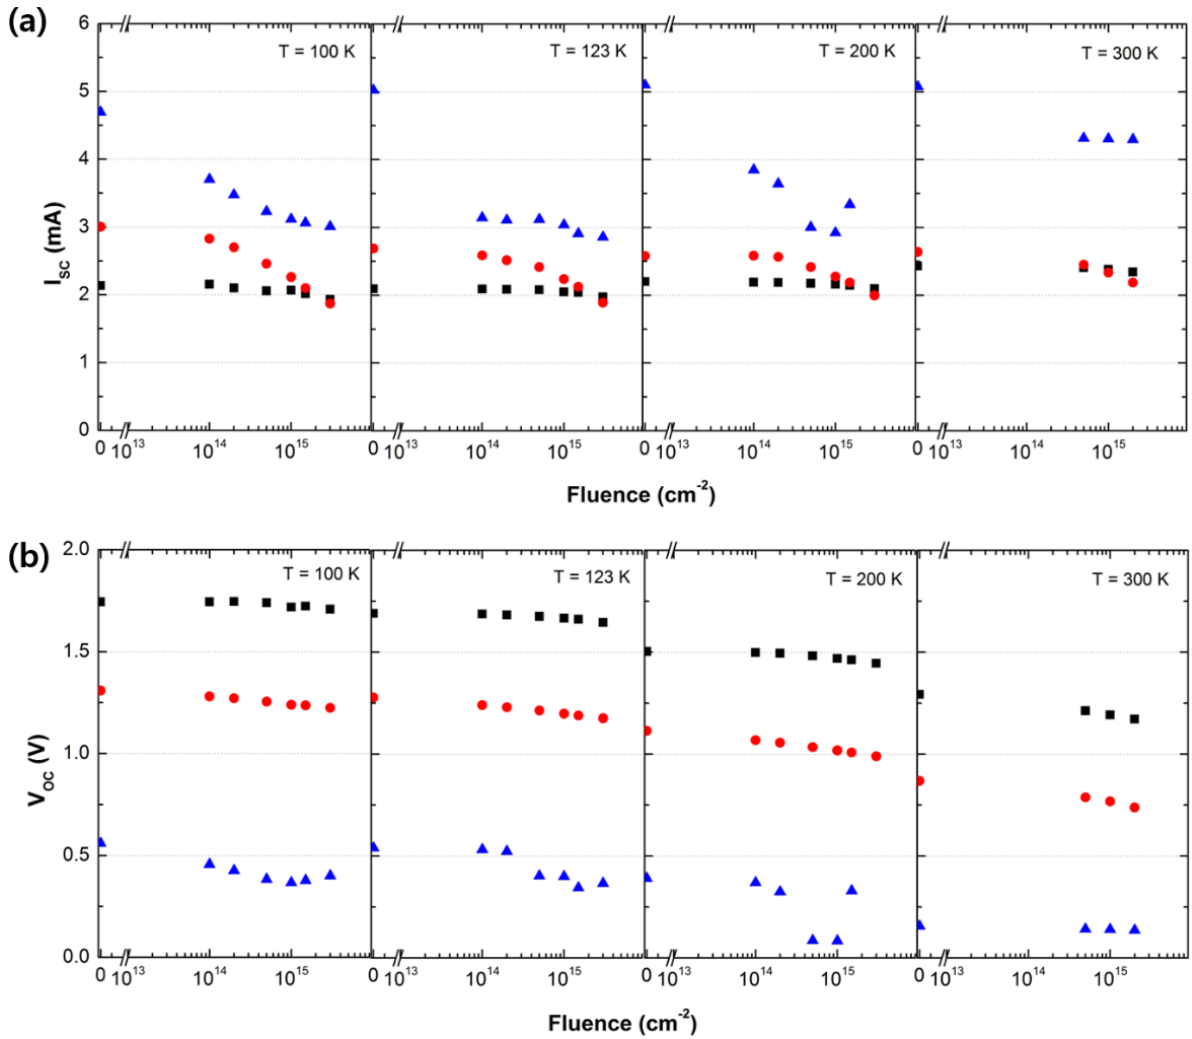 (a)
6
5
4
3
2
1
0
I_SC (mA)
T = 100 K
T = 123 K
T = 200 K
T = 300 K
0 10^13 10^14 10^15 0 10^13 10^14 10^15 0 10^13 10^14 10^15 0 10^13 10^14 10^15
Fluence (cm^-2)
(b)
2.0
1.5
1.0
0.5
0.0
V_OC (V)
T = 100 K
T = 123 K
T = 200 K
T = 300 K
0 10^13 10^14 10^15 0 10^13 10^14 10^15 0 10^13 10^14 10^15 0 10^13 10^14 10^15
Fluence (cm^-2)